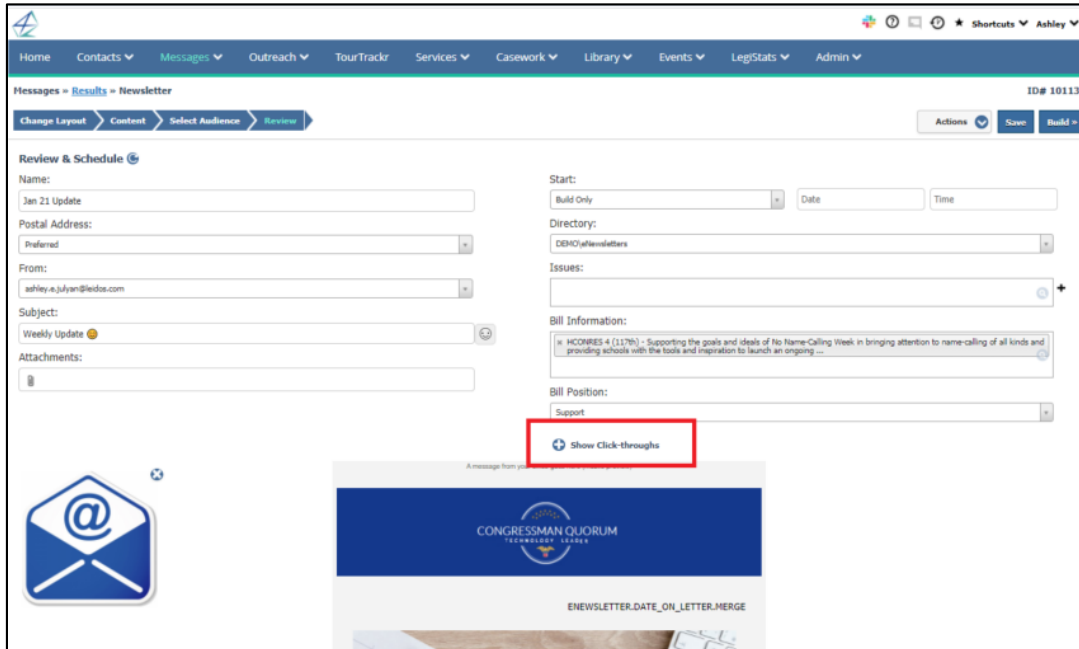 Shortcuts Ashley
Home Contacts Messages Outreach TourTrackr Services Casework Library Events LegiStats Admin
Messages » Results » Newsletter ID# 10113
Change Layout Content Select Audience Review Actions Save Build »
Review & Schedule
Name: Start:
Jan 21 Update Build Only Date Time
Postal Address: Directory:
Preferred DEMO\eNewsletters
From: Issues:
ashley.e.julyan@leidos.com
Subject: Bill Information:
Weekly Update 😊
× HCONRES 4 (117th) - Supporting the goals and ideals of No Name-Calling Week in bringing attention to name-calling of all kinds and
providing schools with the tools and inspiration to launch an ongoing ...
Attachments:
Bill Position:
Support
Show Click-throughs
A message from
@
CONGRESSMAN QUORUM
TECHNOLOGY LEADER
ENEWSLETTER.DATE_ON_LETTER.MERGE